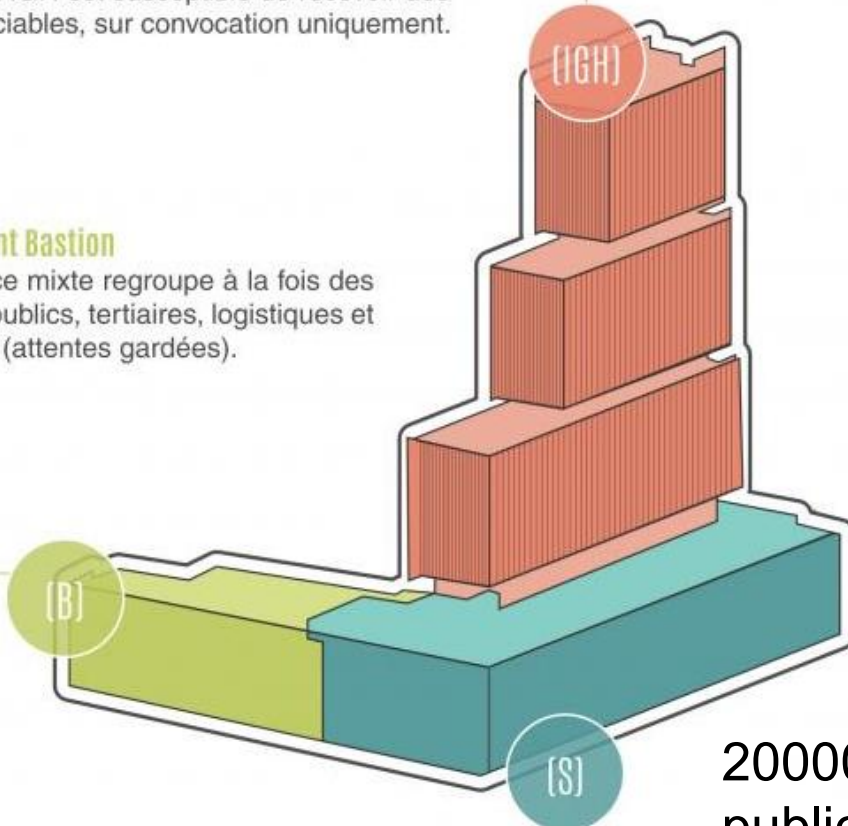 ciables, sur convocation uniquement.
(IGH)
nt Bastion
ce mixte regroupe à la fois des
publics, tertiaires, logistiques et
(attentes gardées).
(B)
(S)
20000
public